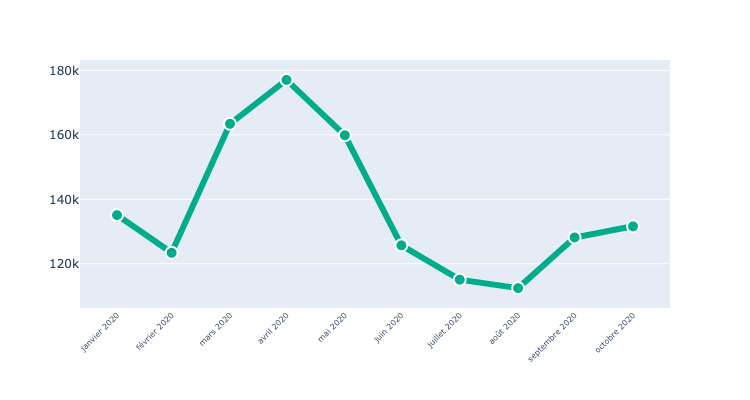 180k
160k
140k
120k
janvier 2020
février 2020
mars 2020
avril 2020
mai 2020
juin 2020
juillet 2020
août 2020
septembre 2020
octobre 2020